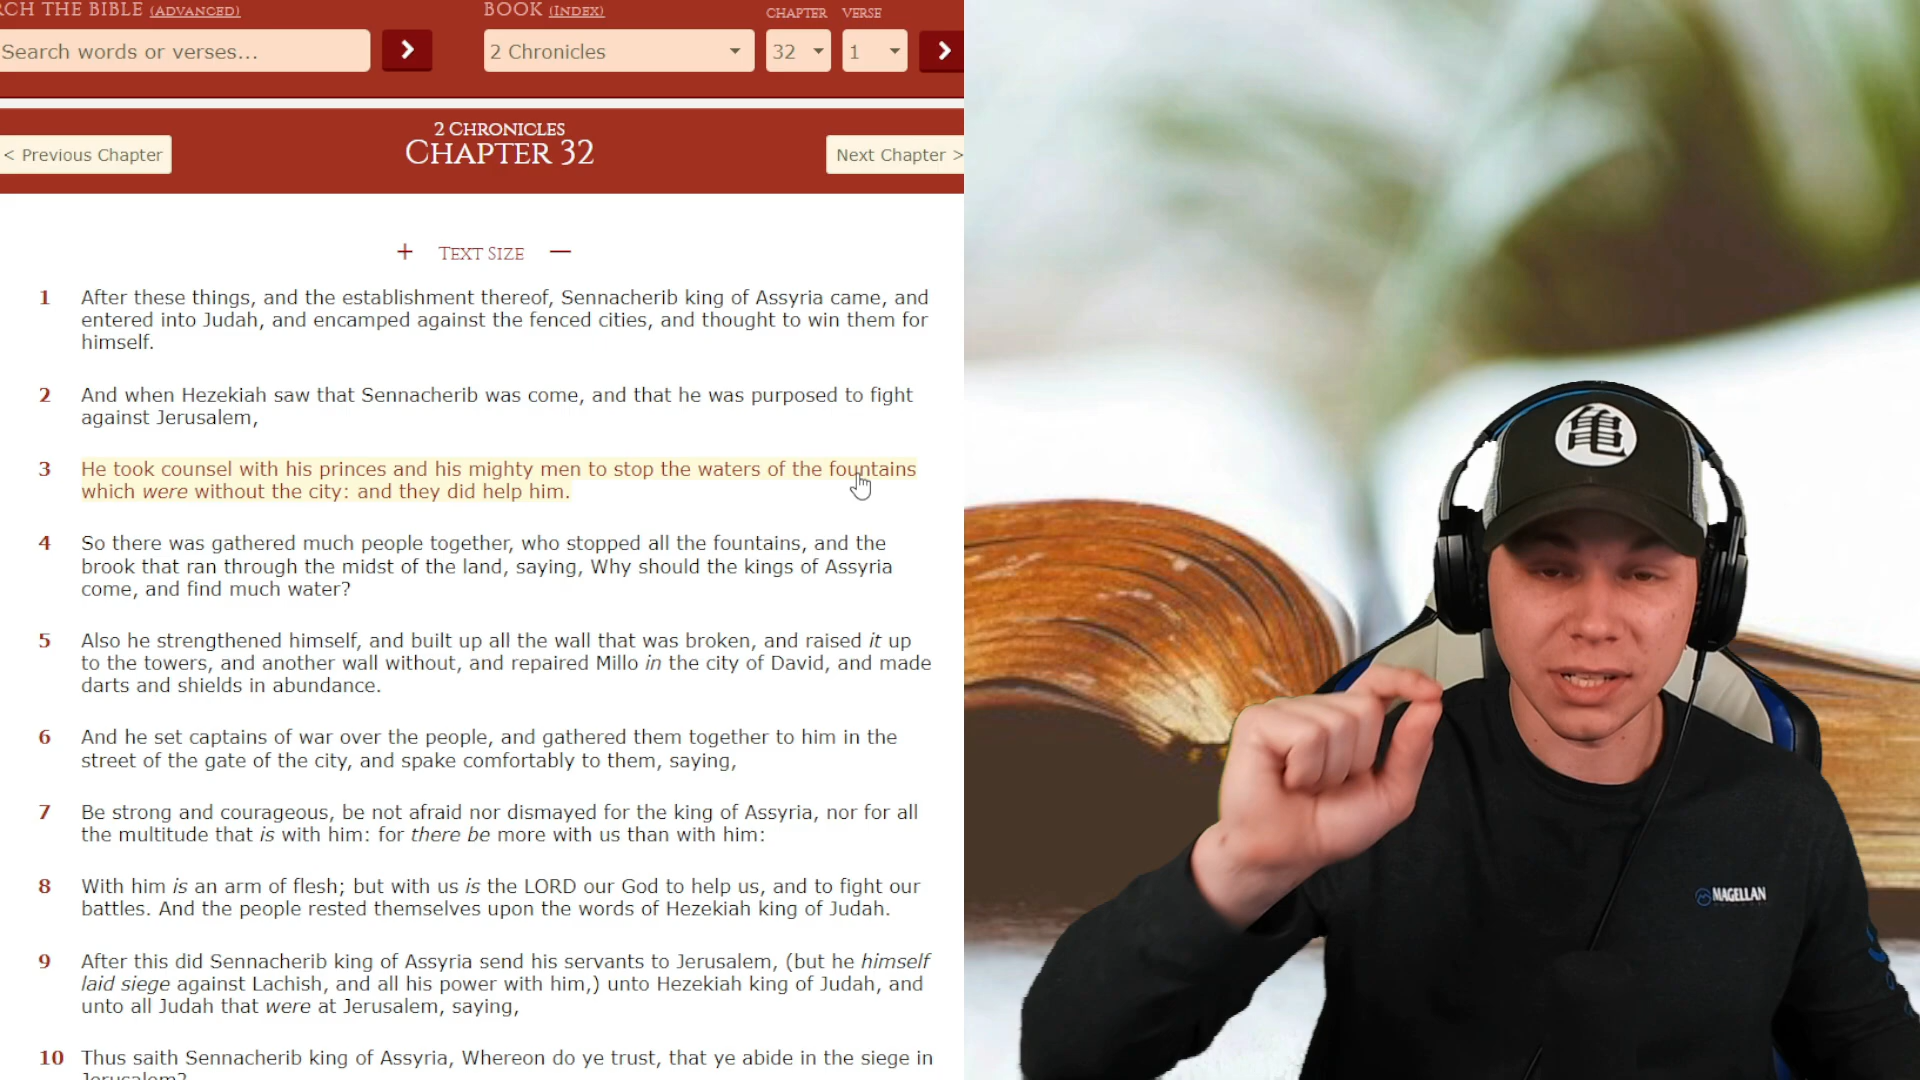 RCH THE BIBLE (ADVANCED)
BOOK (INDEX)
CHAPTER
VERSE
Search words or verses...
2 Chronicles
32
1
2 CHRONICLES
< Previous Chapter
CHAPTER 32
Next Chapter >
+ TEXT SIZE —
1 After these things, and the establishment thereof, Sennacherib king of Assyria came, and
entered into Judah, and encamped against the fenced cities, and thought to win them for
himself.
2 And when Hezekiah saw that Sennacherib was come, and that he was purposed to fight
against Jerusalem,
3 He took counsel with his princes and his mighty men to stop the waters of the fountains
which were without the city: and they did help him.
4 So there was gathered much people together, who stopped all the fountains, and the
brook that ran through the midst of the land, saying, Why should the kings of Assyria
come, and find much water?
5 Also he strengthened himself, and built up all the wall that was broken, and raised it up
to the towers, and another wall without, and repaired Millo in the city of David, and made
darts and shields in abundance.
6 And he set captains of war over the people, and gathered them together to him in the
street of the gate of the city, and spake comfortably to them, saying,
7 Be strong and courageous, be not afraid nor dismayed for the king of Assyria, nor for all
the multitude that is with him: for there be more with us than with him:
8 With him is an arm of flesh; but with us is the LORD our God to help us, and to fight our
battles. And the people rested themselves upon the words of Hezekiah king of Judah.
9 After this did Sennacherib king of Assyria send his servants to Jerusalem, (but he himself
laid siege against Lachish, and all his power with him,) unto Hezekiah king of Judah, and
unto all Judah that were at Jerusalem, saying,
10 Thus saith Sennacherib king of Assyria, Whereon do ye trust, that ye abide in the siege in
Jerusalem?
亀
MAGELLAN